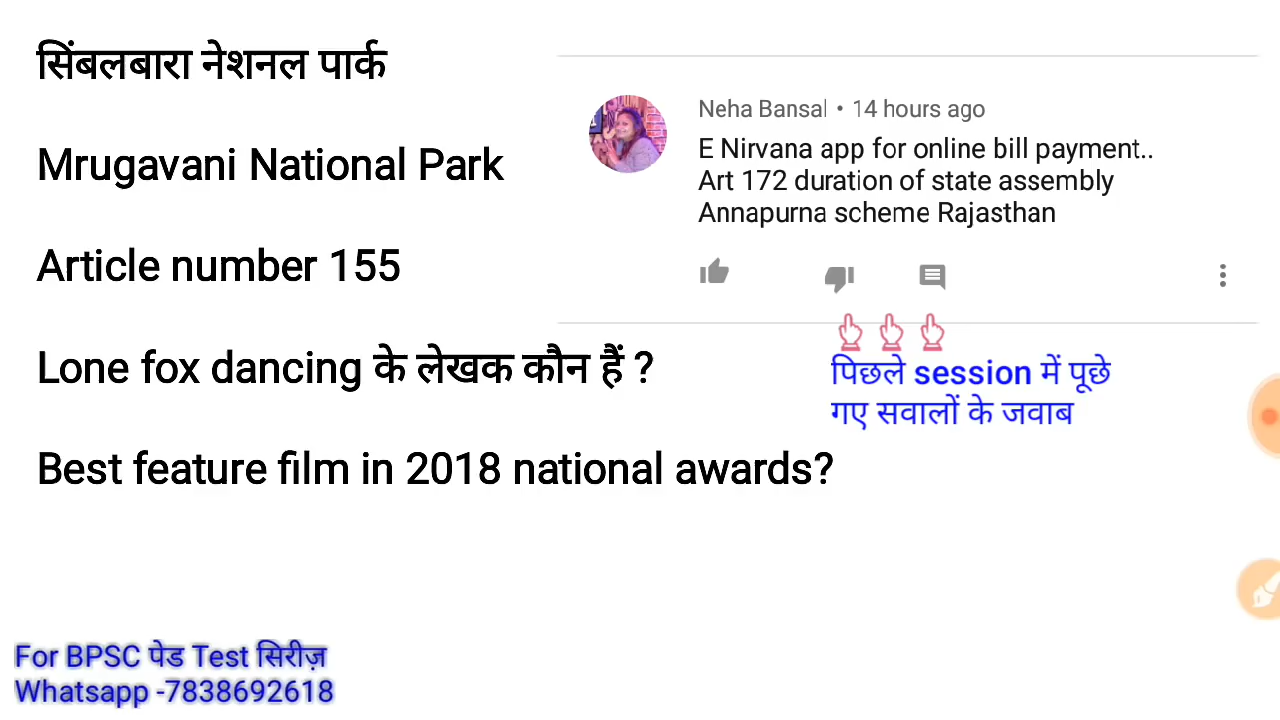 सिंबलबारा नेशनल पार्क
Mrugavani National Park
Article number 155
Lone fox dancing के लेखक कौन हैं ?
Best feature film in 2018 national awards?
Neha Bansal • 14 hours ago
E Nirvana app for online bill payment..
Art 172 duration of state assembly
Annapurna scheme Rajasthan
पिछले session में पूछे
गए सवालों के जवाब
For BPSC पेड Test सिरीज़
Whatsapp -7838692618